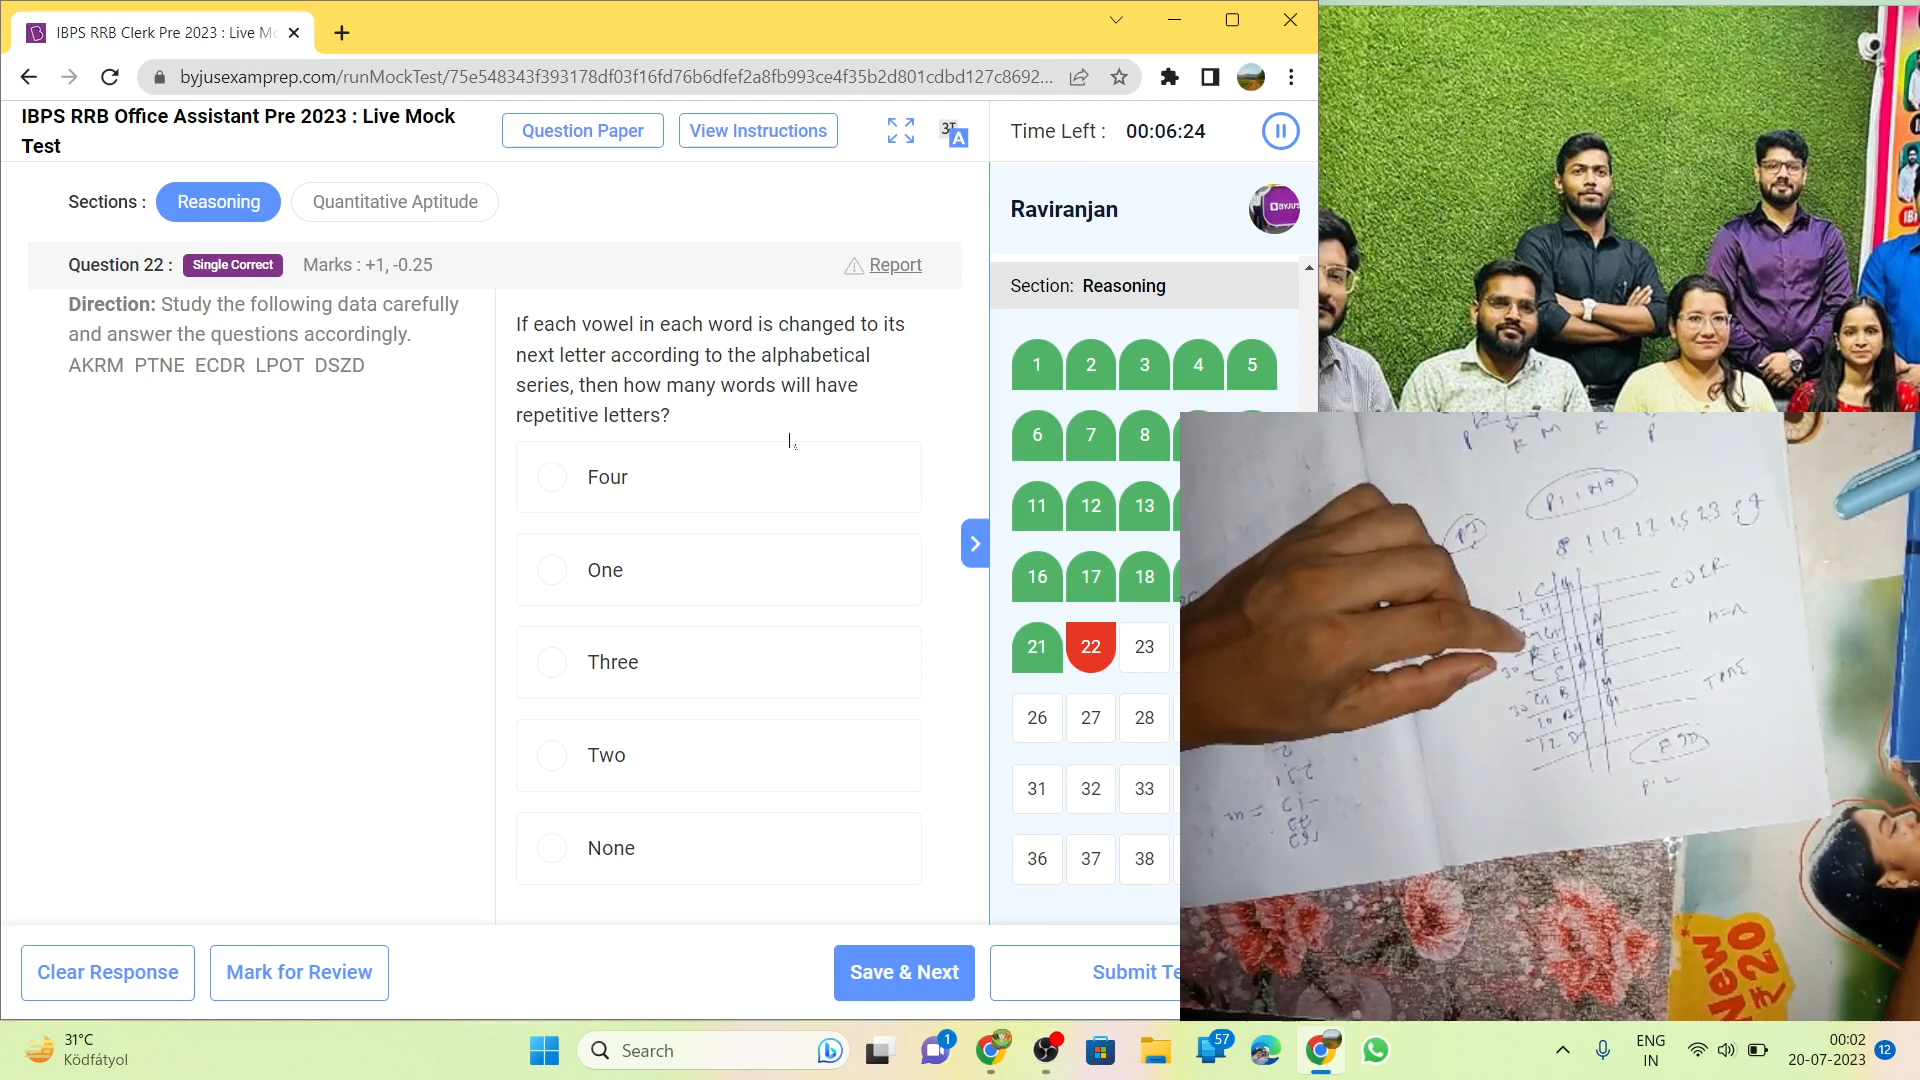 IBPS RRB Clerk Pre 2023 : Live Mo
byjusexamprep.com/runMockTest/75e548343f393178df03f16fd76b6dfef2a8fb993ce4f35b2d801cdbd127c8692...
IBPS RRB Office Assistant Pre 2023 : Live Mock
Test
Question Paper
View Instructions
Time Left : 00:06:24
Sections : Reasoning Quantitative Aptitude
Raviranjan
Question 22 : Single Correct Marks : +1, -0.25 Report
Section: Reasoning
Direction: Study the following data carefully
and answer the questions accordingly.
AKRM PTNE ECDR LPOT DSZD
If each vowel in each word is changed to its
next letter according to the alphabetical
series, then how many words will have
repetitive letters?
Four
One
Three
Two
None
1 2 3 4 5
6 7 8
11 12 13
16 17 18
21 22 23
26 27 28
31 32 33
36 37 38
Clear Response Mark for Review Save & Next Submit Te
New
₹20
31°C
Ködfátyol
Search
1
57
ENG
IN
00:02
20-07-2023
12